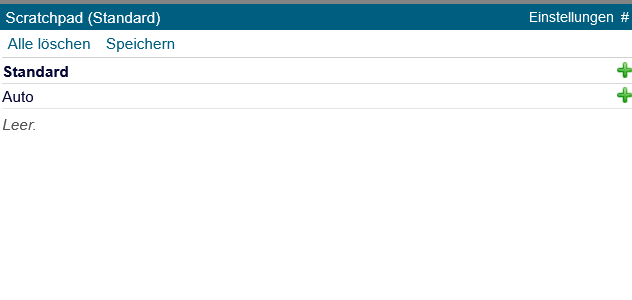 Scratchpad (Standard) Einstellungen #
Alle löschen Speichern
Standard
Auto
Leer.